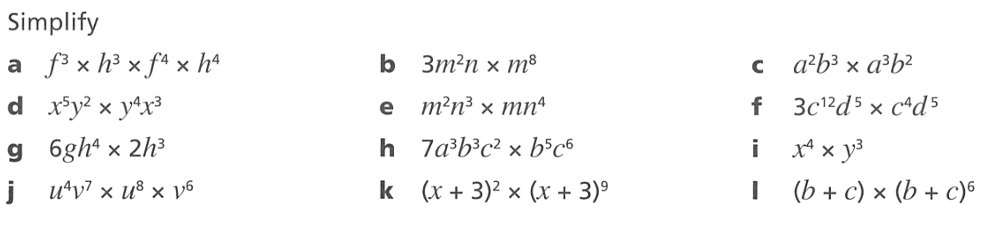 Simplify
a f³ × h³ × f⁴ × h⁴ b 3m²n × m⁸ c a²b³ × a³b²
d x⁵y² × y⁴x³ e m²n³ × mn⁴ f 3c¹²d⁵ × c⁴d⁵
g 6gh⁴ × 2h³ h 7a³b³c² × b⁵c⁶ i x⁴ × y³
j u⁴v⁷ × u⁸ × v⁶ k (x + 3)² × (x + 3)⁹ l (b + c) × (b + c)⁶